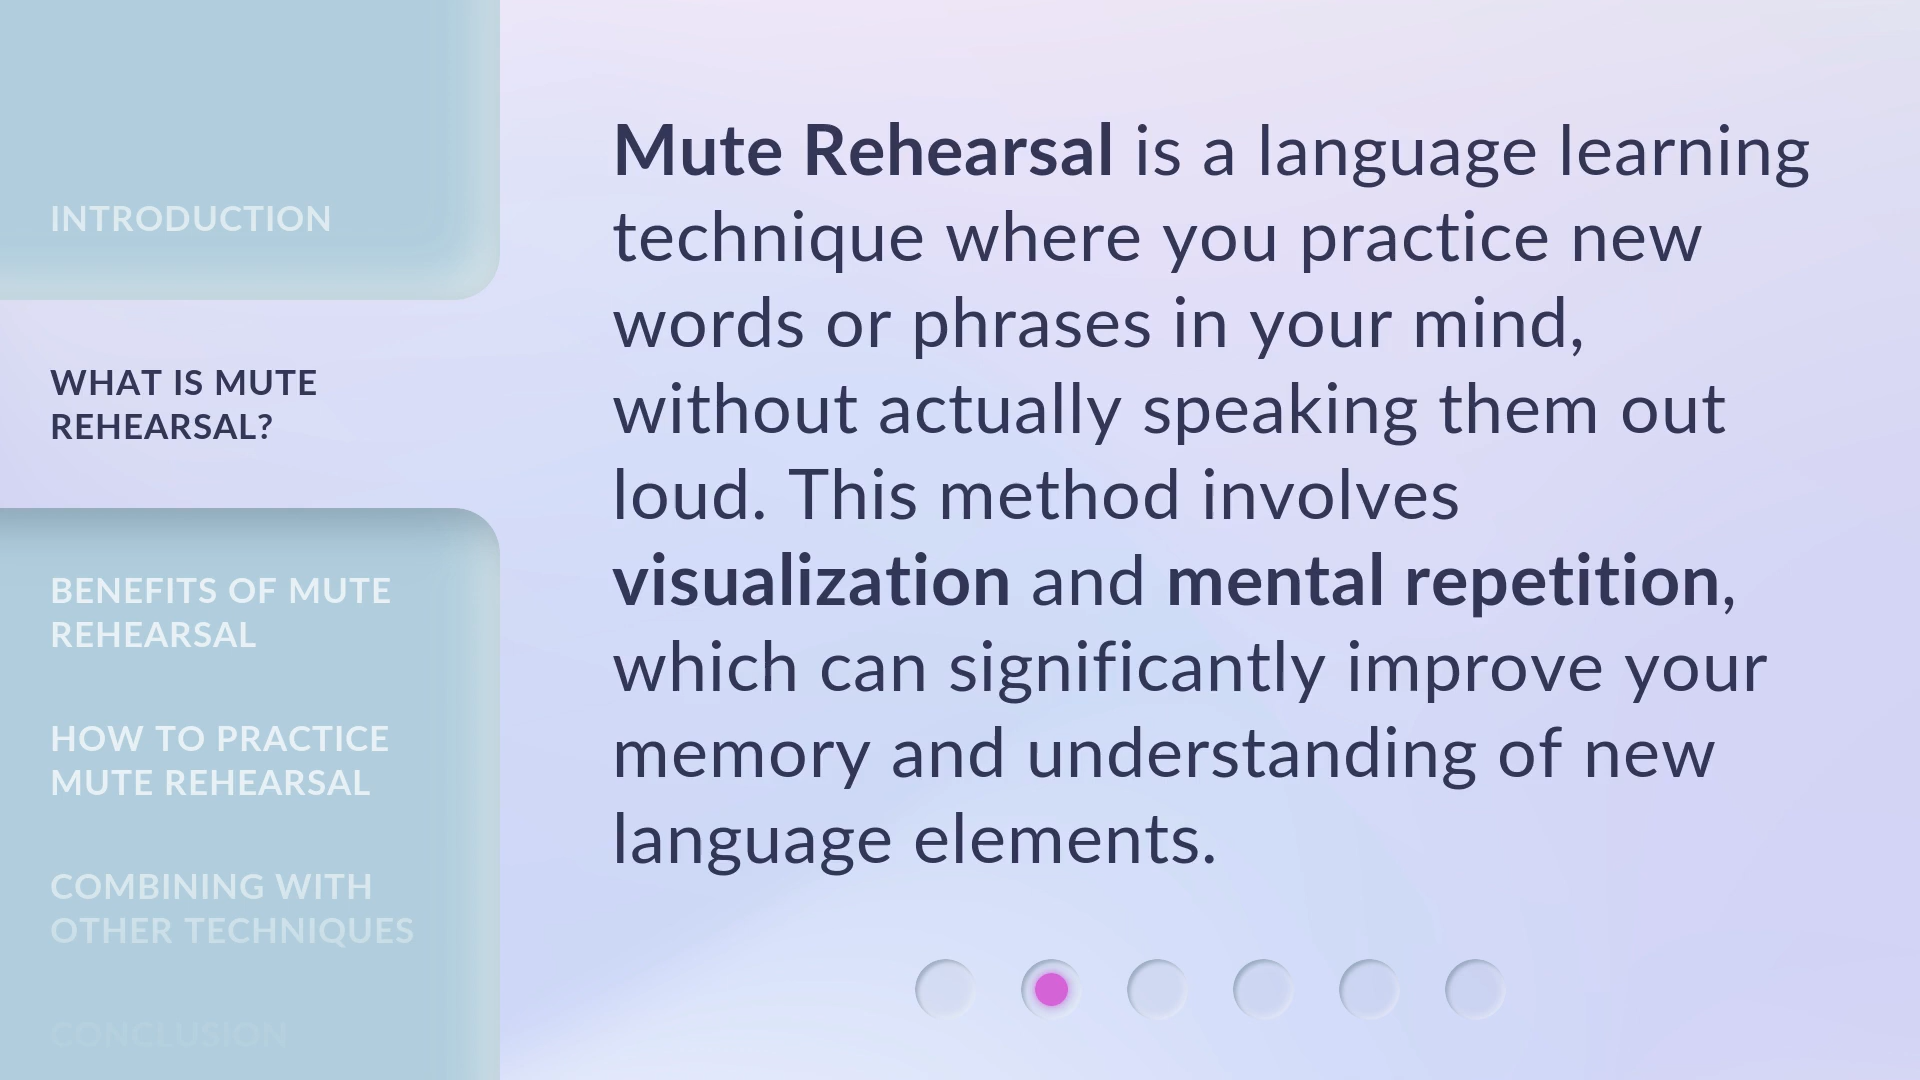 INTRODUCTION
WHAT IS MUTE
REHEARSAL?
BENEFITS OF MUTE
REHEARSAL
HOW TO PRACTICE
MUTE REHEARSAL
COMBINING WITH
OTHER TECHNIQUES
CONCLUSION
Mute Rehearsal is a language learning
technique where you practice new
words or phrases in your mind,
without actually speaking them out
loud. This method involves
visualization and mental repetition,
which can significantly improve your
memory and understanding of new
language elements.